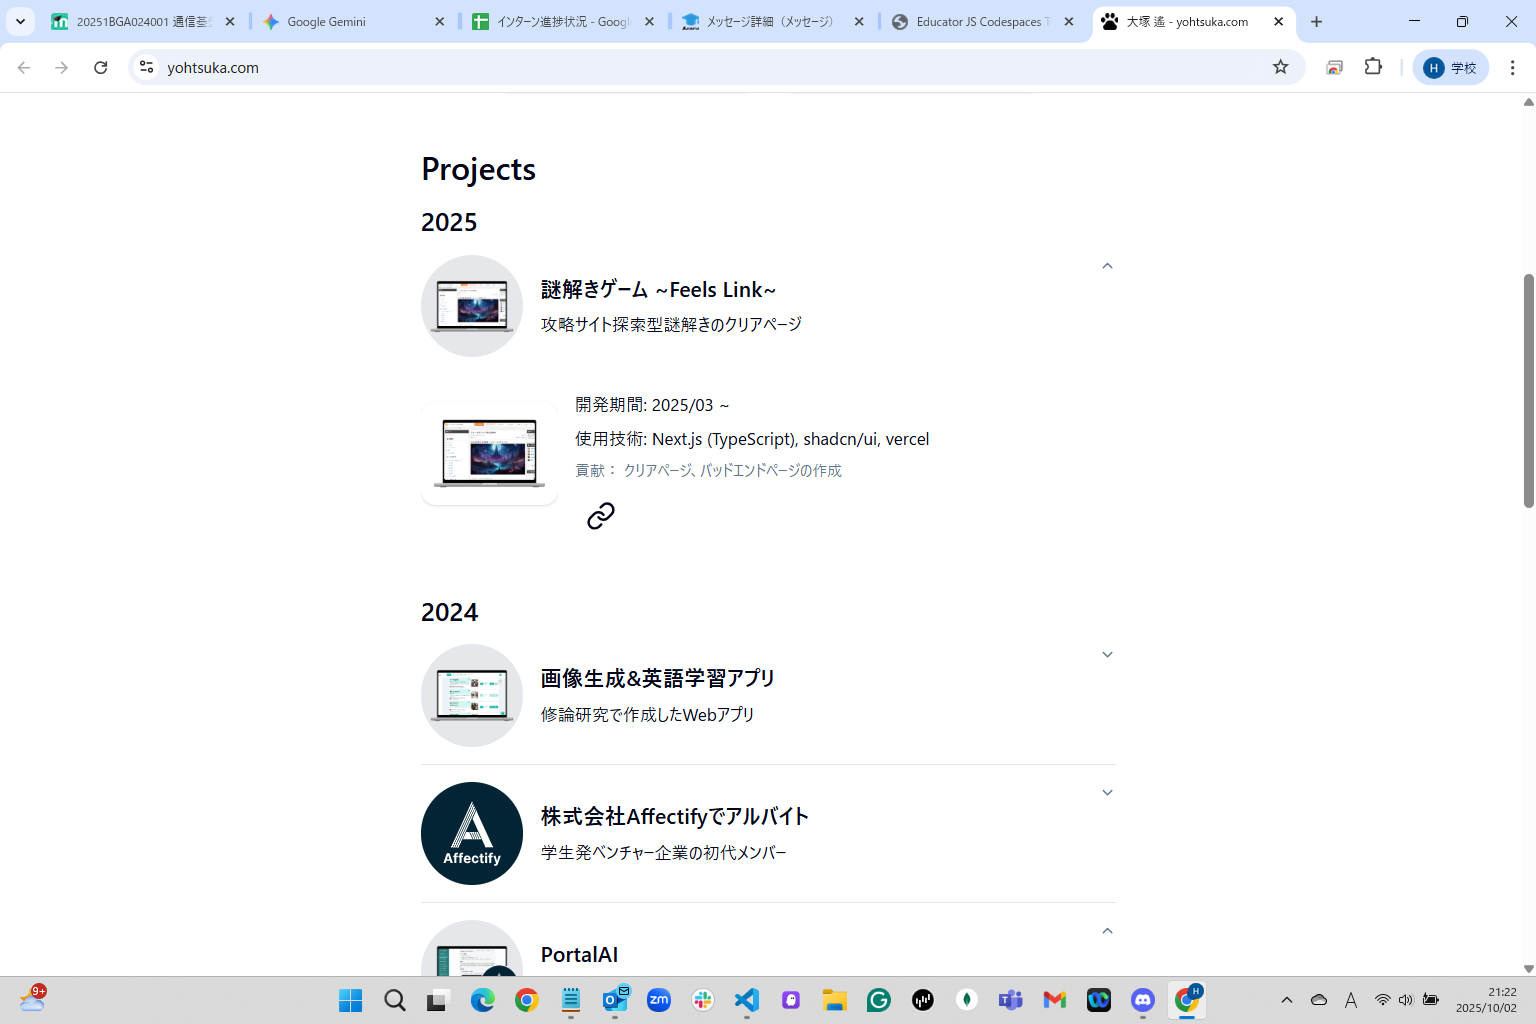 20251BGA024001 通信基
Google Gemini
インターン進捗状況 - Google
メッセージ詳細（メッセージ）
Educator JS Codespaces T
大塚 遙 - yohtsuka.com
yohtsuka.com
H 学校
Projects
2025
謎解きゲーム ~Feels Link~
攻略サイト探索型謎解きのクリアページ
開発期間: 2025/03 ~
使用技術: Next.js (TypeScript), shadcn/ui, vercel
貢献： クリアページ、バッドエンドページの作成
2024
画像生成&英語学習アプリ
修論研究で作成したWebアプリ
Affectify
株式会社Affectifyでアルバイト
学生発ベンチャー企業の初代メンバー
PortalAI
9+
zm
A
H
21:22
2025/10/02